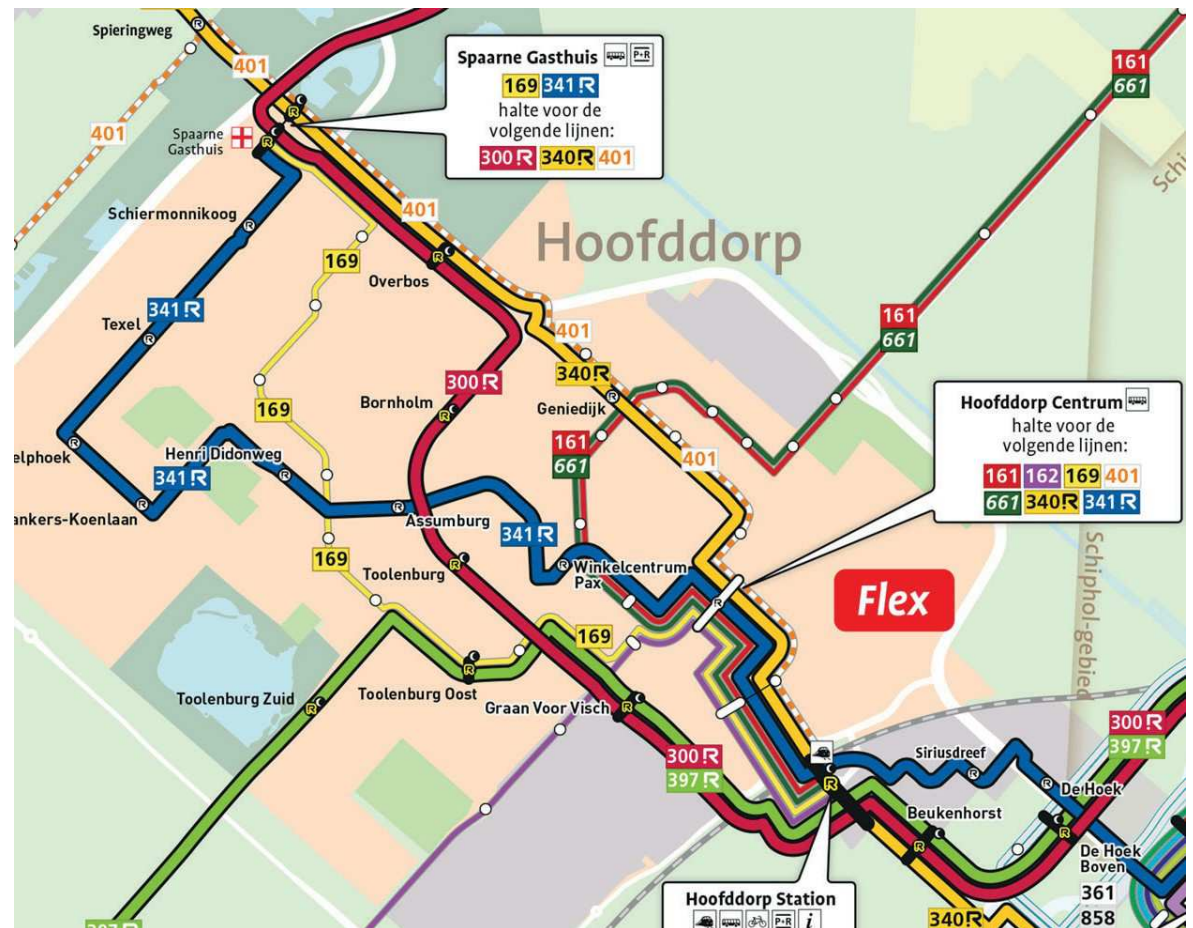 Spieringweg
401
Spaarne Gasthuis
169 341 R
halte voor de
volgende lijnen:
300 R 340 R 401
161
661
401
Spaarne
Gasthuis
Schiermonnikoog
401
Hoofddorp
169
Overbos
341 R
Texel
161
661
401
340 R
300 R
Bornholm
Geniedijk
169
Hoofddorp Centrum
halte voor de
volgende lijnen:
161 162 169 401
661 340 R 341 R
161
661
401
elphoek
Henri Didonweg
341 R
ankers-Koenlaan
Assumburg
341 R
169
Toolenburg
Winkelcentrum
Pax
Flex
Schiphol-gebied
169
Toolenburg Zuid
Toolenburg Oost
Graan Voor Visch
300 R
397 R
300 R
397 R
Siriusdreef
De Hoek
Beukenhorst
De Hoek
Boven
361
858
Hoofddorp Station
P+R i
340 R
397 R